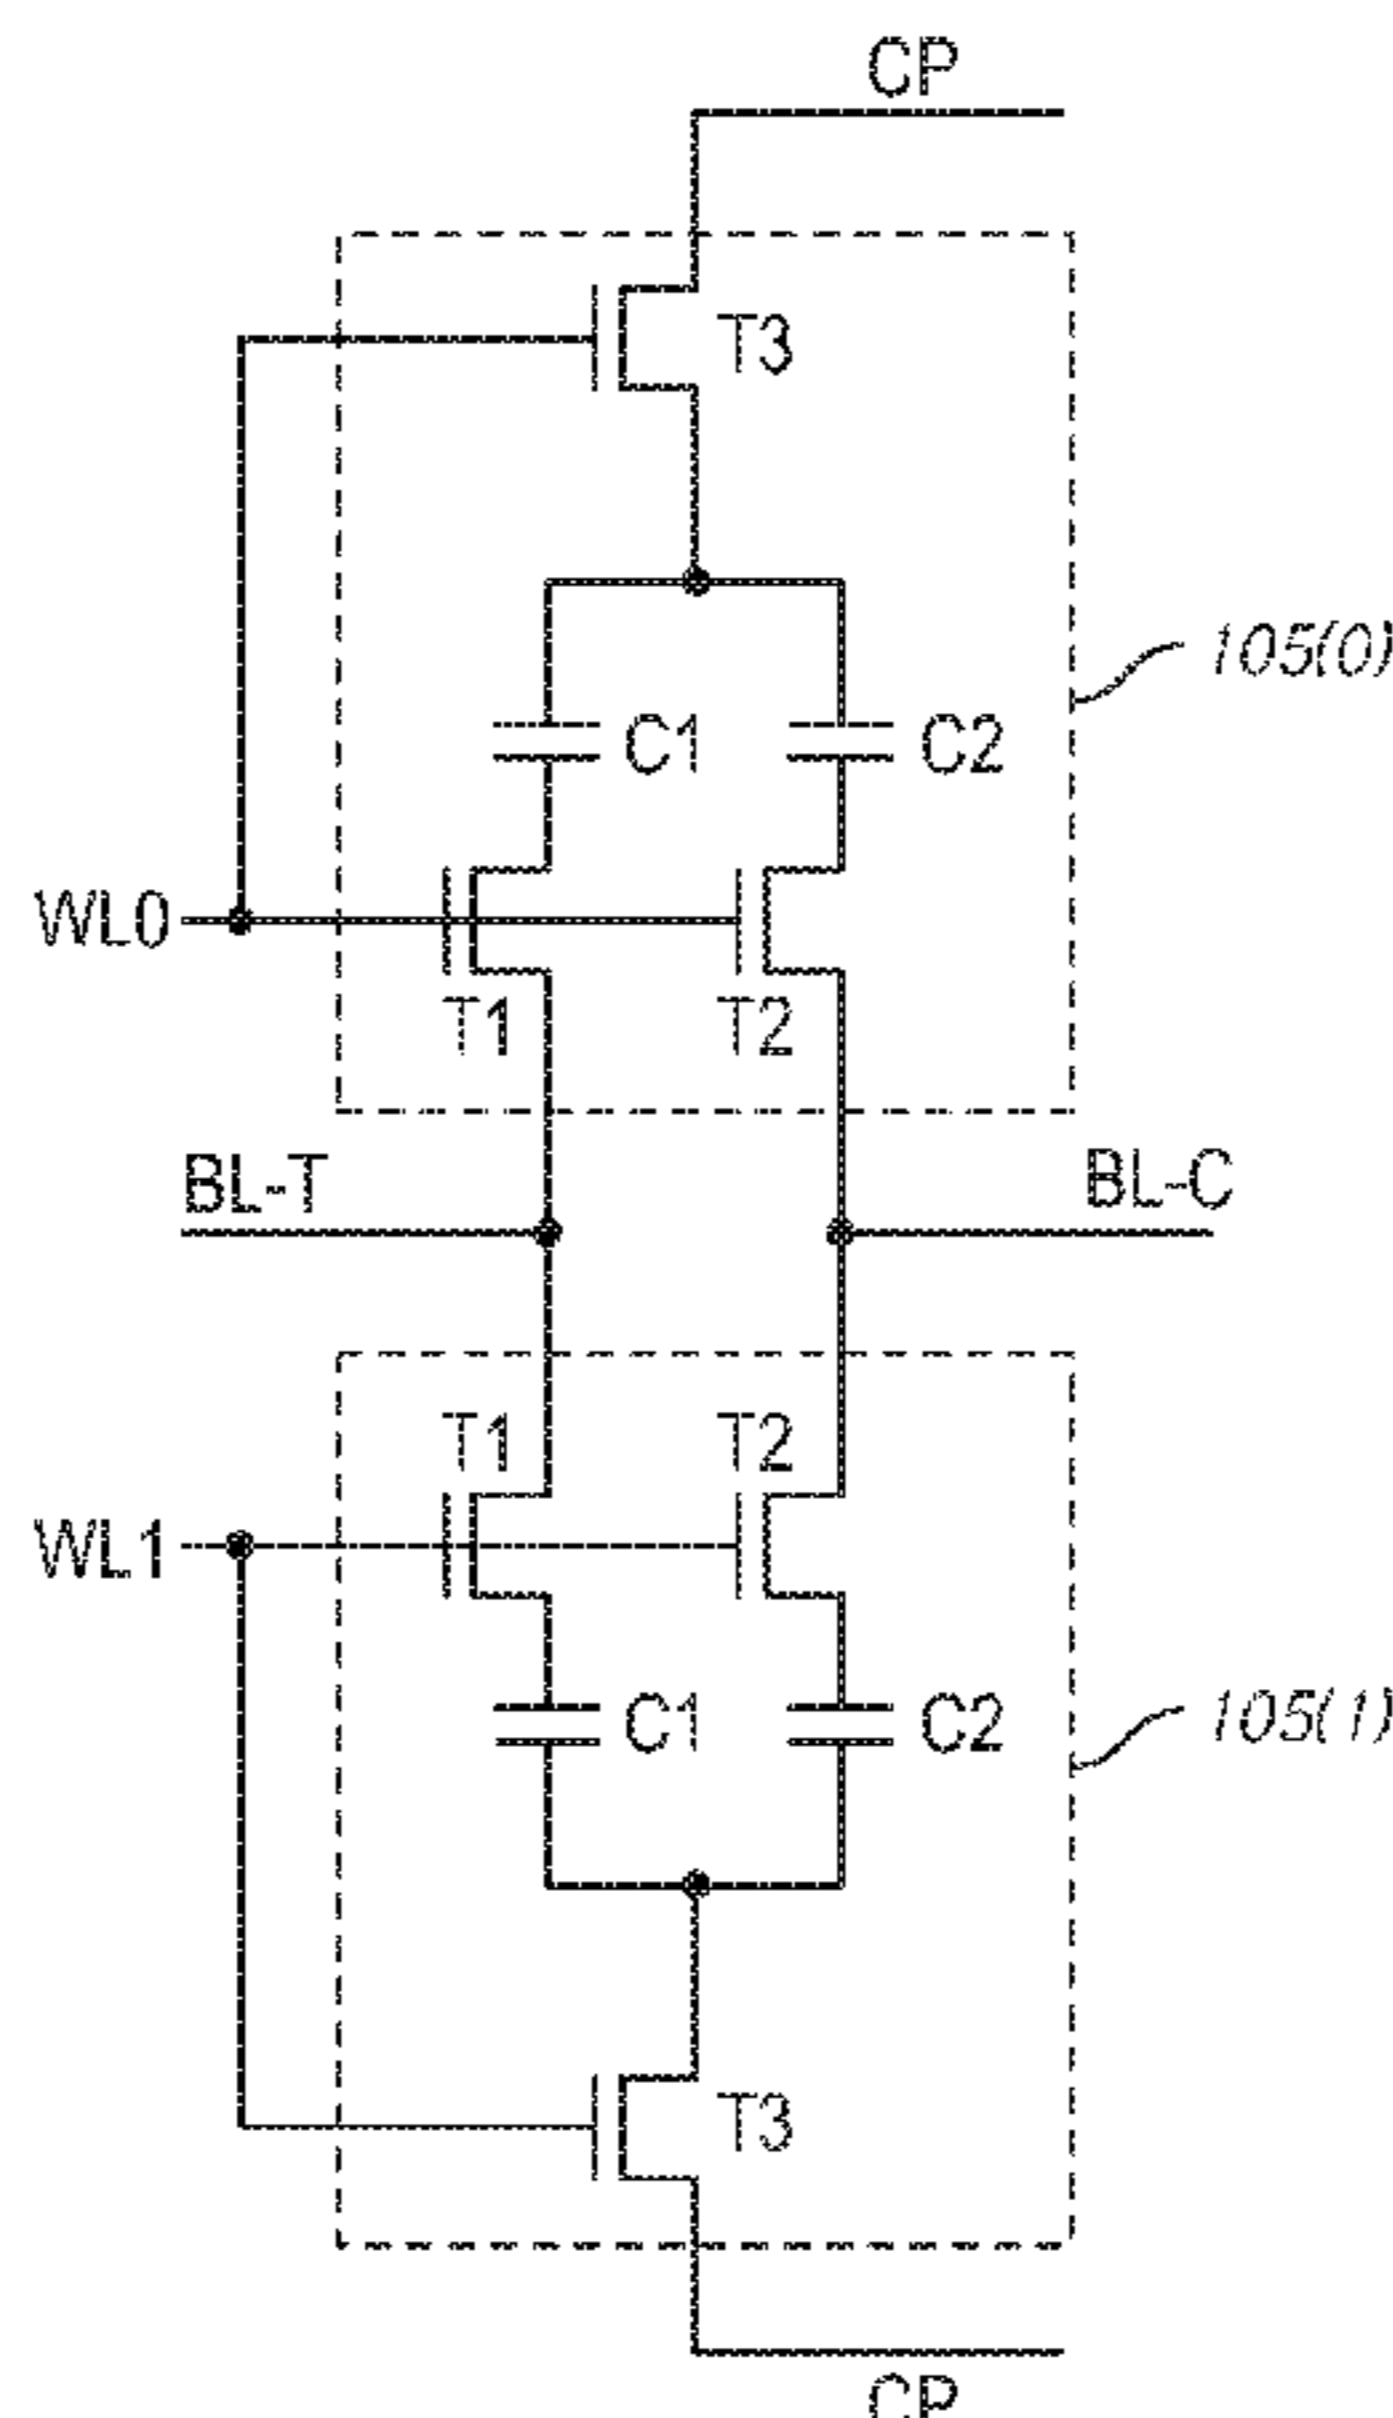 CP
T3
105(0)
C1 C2
WL0
T1 T2
BL-T BL-C
T1 T2
WL1
C1 C2 105(1)
T3
CP